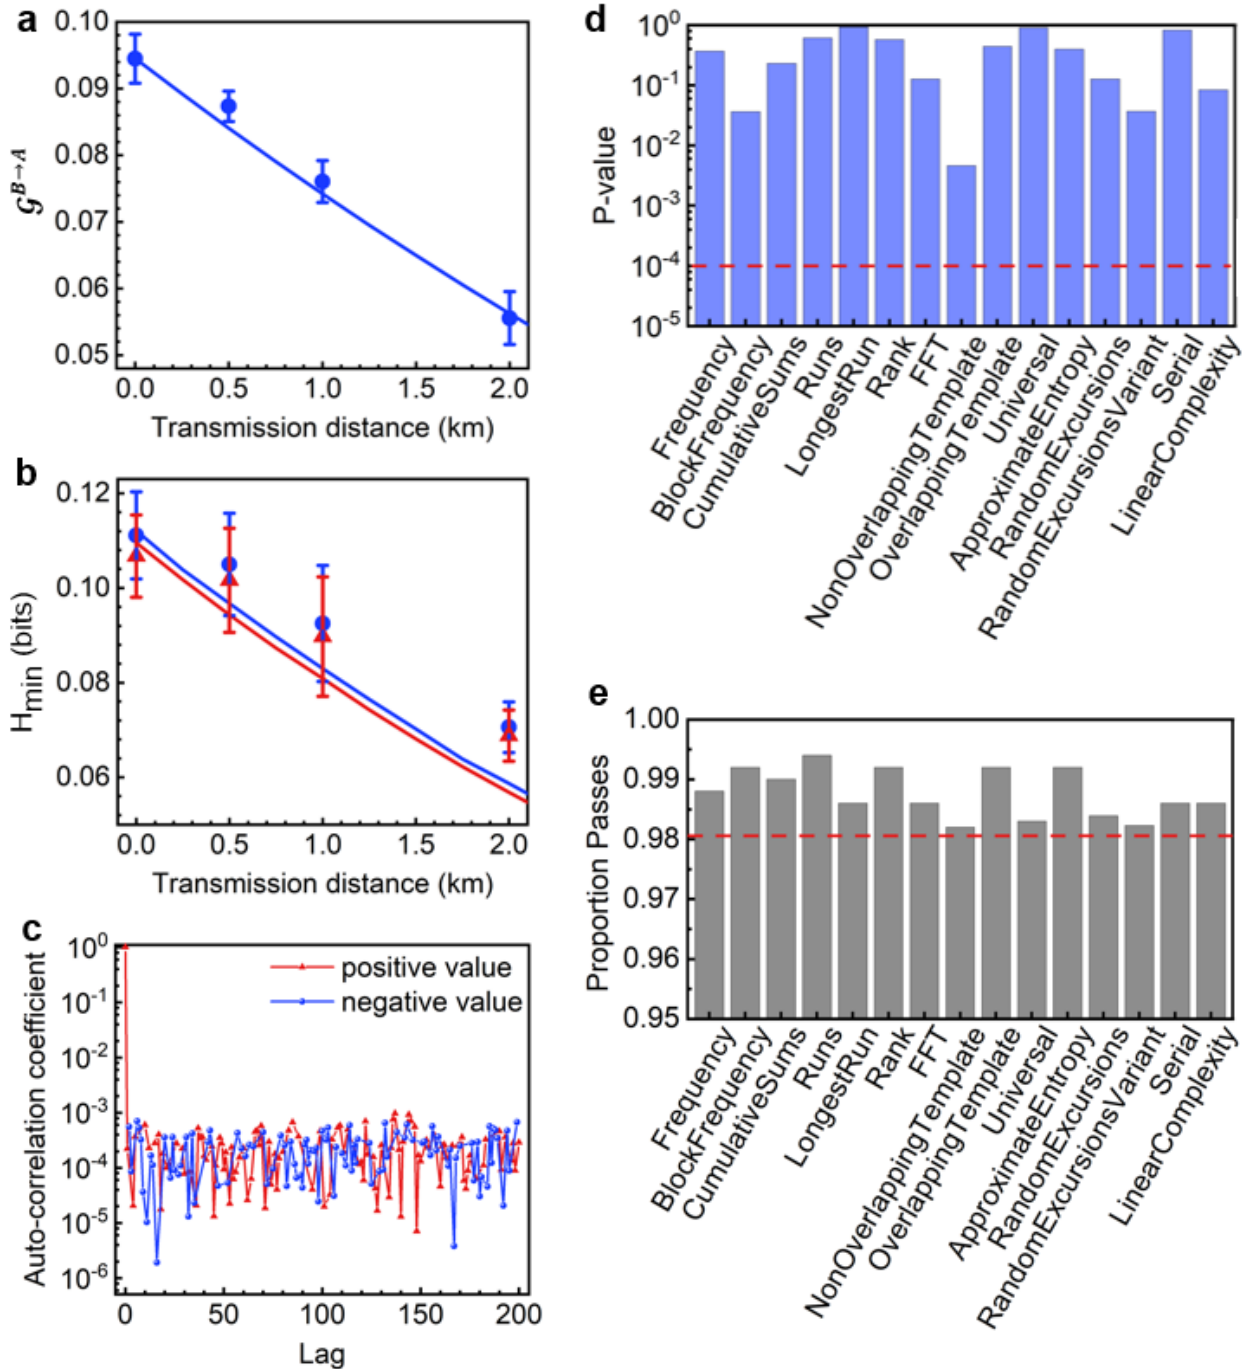 a
0.10
0.09
0.08
0.07
0.06
0.05
𝒢^{B→A}
0.0 0.5 1.0 1.5 2.0
Transmission distance (km)
b
0.12
0.10
0.08
0.06
H_min (bits)
0.0 0.5 1.0 1.5 2.0
Transmission distance (km)
c
10^0
10^-1
10^-2
10^-3
10^-4
10^-5
10^-6
Auto-correlation coefficient
positive value
negative value
0 50 100 150 200
Lag
d
10^0
10^-1
10^-2
10^-3
10^-4
10^-5
P-value
Frequency
BlockFrequency
CumulativeSums
Runs
LongestRun
Rank
FFT
NonOverlappingTemplate
OverlappingTemplate
Universal
ApproximateEntropy
RandomExcursions
RandomExcursionsVariant
Serial
LinearComplexity
e
1.00
0.99
0.98
0.97
0.96
0.95
Proportion Passes
Frequency
BlockFrequency
CumulativeSums
Runs
LongestRun
Rank
FFT
NonOverlappingTemplate
OverlappingTemplate
Universal
ApproximateEntropy
RandomExcursions
RandomExcursionsVariant
Serial
LinearComplexity